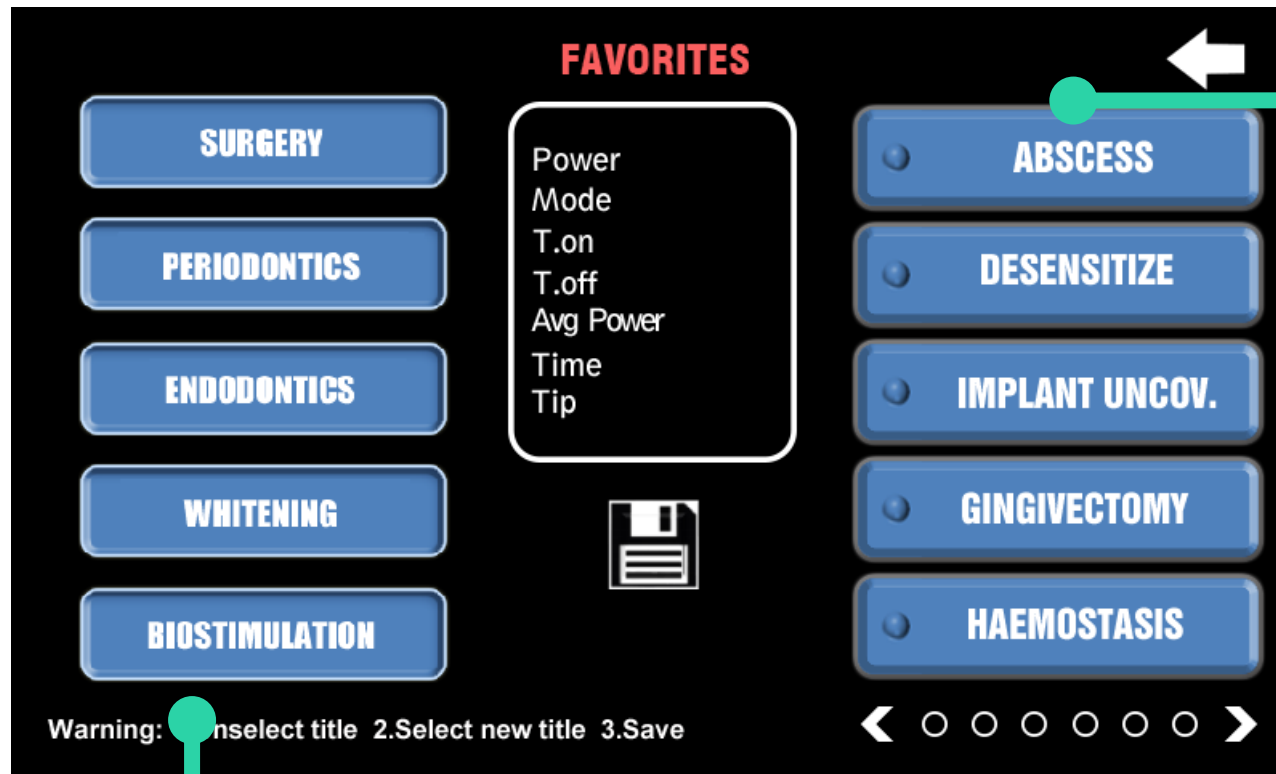 FAVORITES
SURGERY
PERIODONTICS
ENDODONTICS
WHITENING
BIOSTIMULATION
Power
Mode
T.on
T.off
Avg Power
Time
Tip
ABSCESS
DESENSITIZE
IMPLANT UNCOV.
GINGIVECTOMY
HAEMOSTASIS
Warning: nselect title 2.Select new title 3.Save